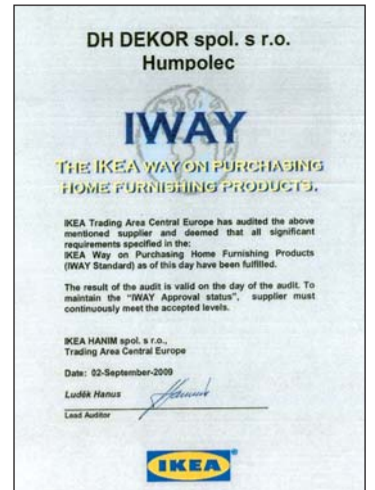 DH DEKOR spol. s r.o.
Humpolec
IWAY
THE IKEA WAY ON PURCHASING
HOME FURNISHING PRODUCTS.
IKEA Trading Area Central Europe has audited the above
mentioned supplier and deemed that all significant
requirements specified in the:
IKEA Way on Purchasing Home Furnishing Products
(IWAY Standard) as of this day have been fulfilled.
The result of the audit is valid on the day of the audit. To
maintain the "IWAY Approval status", supplier must
continuously meet the accepted levels.
IKEA HANIM spol. s r.o.,
Trading Area Central Europe
Date: 02-September-2009
Luděk Hanus
Lead Auditor
IKEA